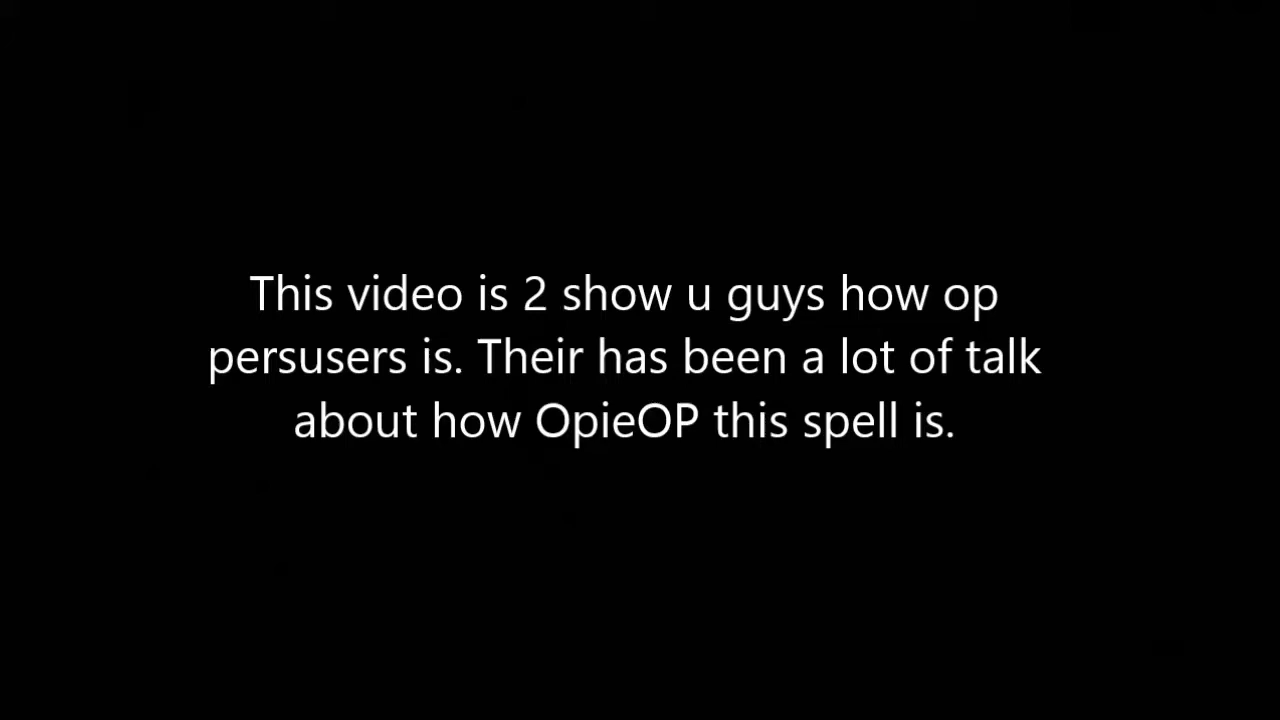 This video is 2 show u guys how op
persusers is. Their has been a lot of talk
about how OpieOP this spell is.